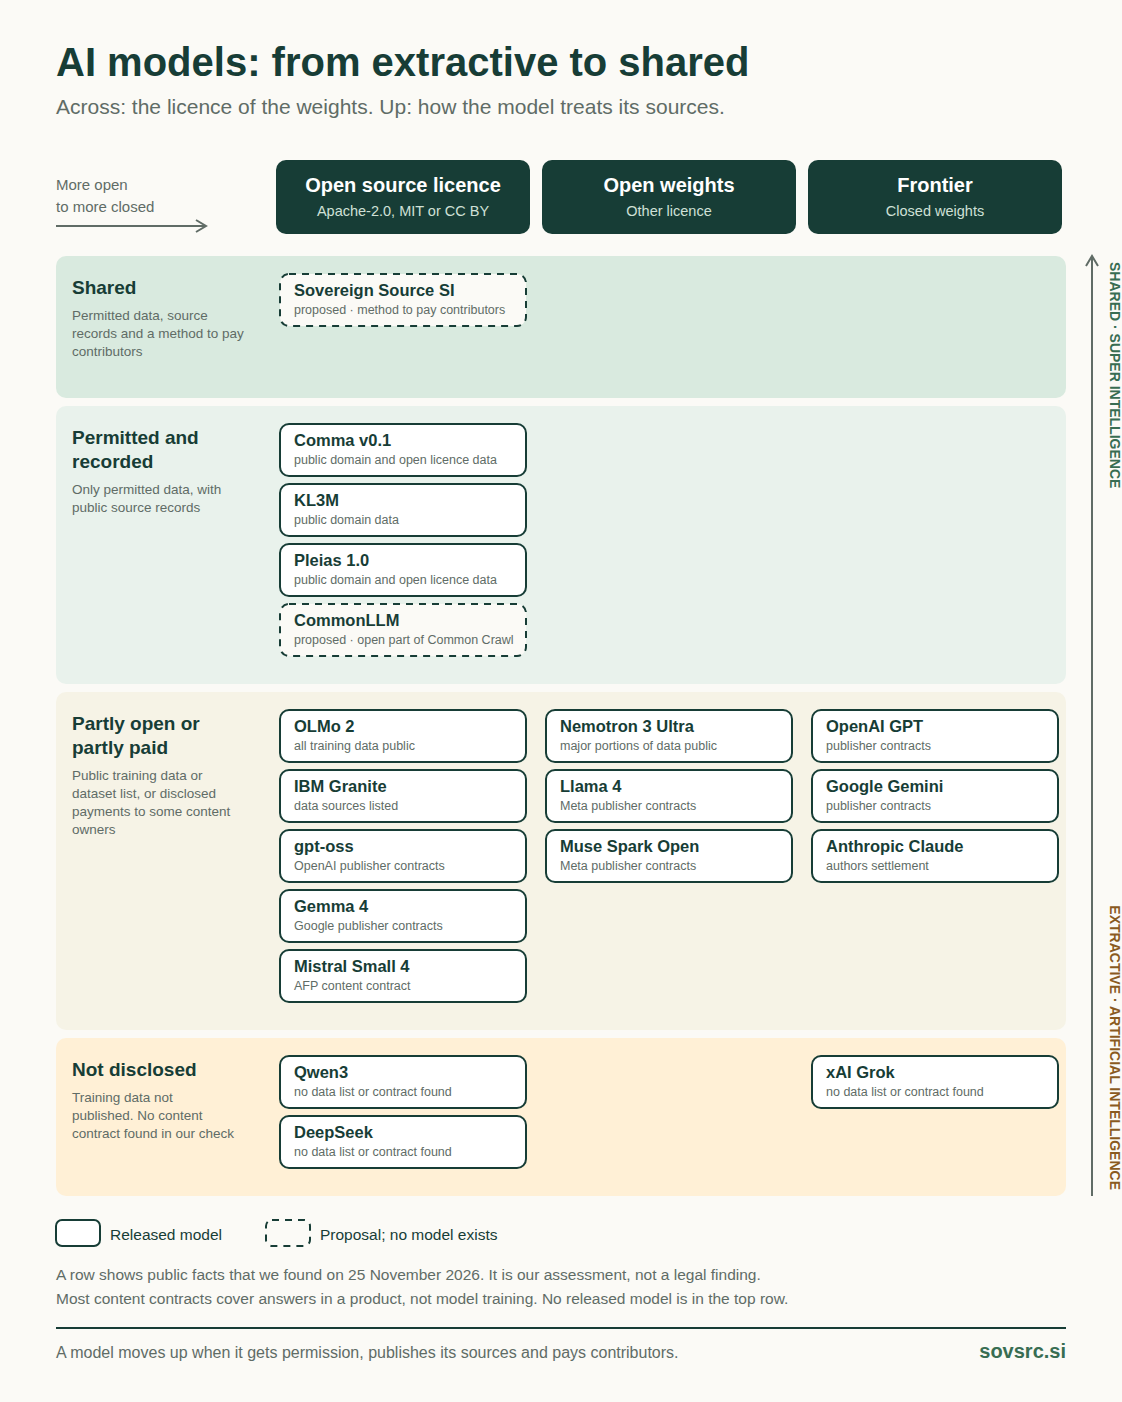 AI models: from extractive to shared
Across: the licence of the weights. Up: how the model treats its sources.
More open
to more closed
Open source licence
Apache-2.0, MIT or CC BY
Open weights
Other licence
Frontier
Closed weights
Shared
Permitted data, source
records and a method to pay
contributors
Sovereign Source SI
proposed · method to pay contributors
Permitted and
recorded
Only permitted data, with
public source records
Comma v0.1
public domain and open licence data
KL3M
public domain data
Pleias 1.0
public domain and open licence data
CommonLLM
proposed · open part of Common Crawl
Partly open or
partly paid
Public training data or
dataset list, or disclosed
payments to some content
owners
OLMo 2
all training data public
IBM Granite
data sources listed
gpt-oss
OpenAI publisher contracts
Gemma 4
Google publisher contracts
Mistral Small 4
AFP content contract
Nemotron 3 Ultra
major portions of data public
Llama 4
Meta publisher contracts
Muse Spark Open
Meta publisher contracts
OpenAI GPT
publisher contracts
Google Gemini
publisher contracts
Anthropic Claude
authors settlement
Not disclosed
Training data not
published. No content
contract found in our check
Qwen3
no data list or contract found
DeepSeek
no data list or contract found
xAI Grok
no data list or contract found
SHARED · SUPER INTELLIGENCE
EXTRACTIVE · ARTIFICIAL INTELLIGENCE
Released model
Proposal; no model exists
A row shows public facts that we found on 25 November 2026. It is our assessment, not a legal finding.
Most content contracts cover answers in a product, not model training. No released model is in the top row.
A model moves up when it gets permission, publishes its sources and pays contributors.
sovsrc.si